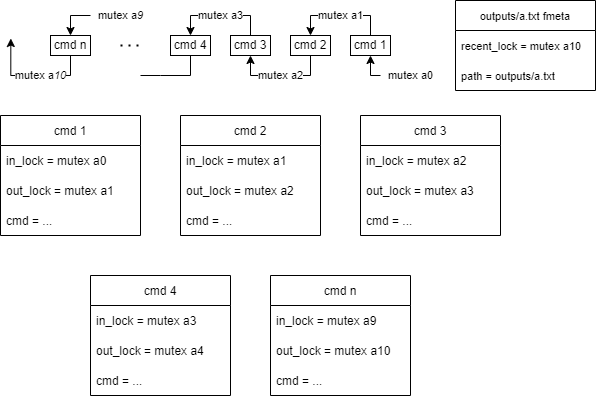 mutex a9
mutex a3
mutex a1
cmd n
. . .
cmd 4
cmd 3
cmd 2
cmd 1
mutex a10
mutex a2
mutex a0
outputs/a.txt fmeta
recent_lock = mutex a10
path = outputs/a.txt
cmd 1
in_lock = mutex a0
out_lock = mutex a1
cmd = ...
cmd 2
in_lock = mutex a1
out_lock = mutex a2
cmd = ...
cmd 3
in_lock = mutex a2
out_lock = mutex a3
cmd = ...
cmd 4
in_lock = mutex a3
out_lock = mutex a4
cmd = ...
cmd n
in_lock = mutex a9
out_lock = mutex a10
cmd = ...